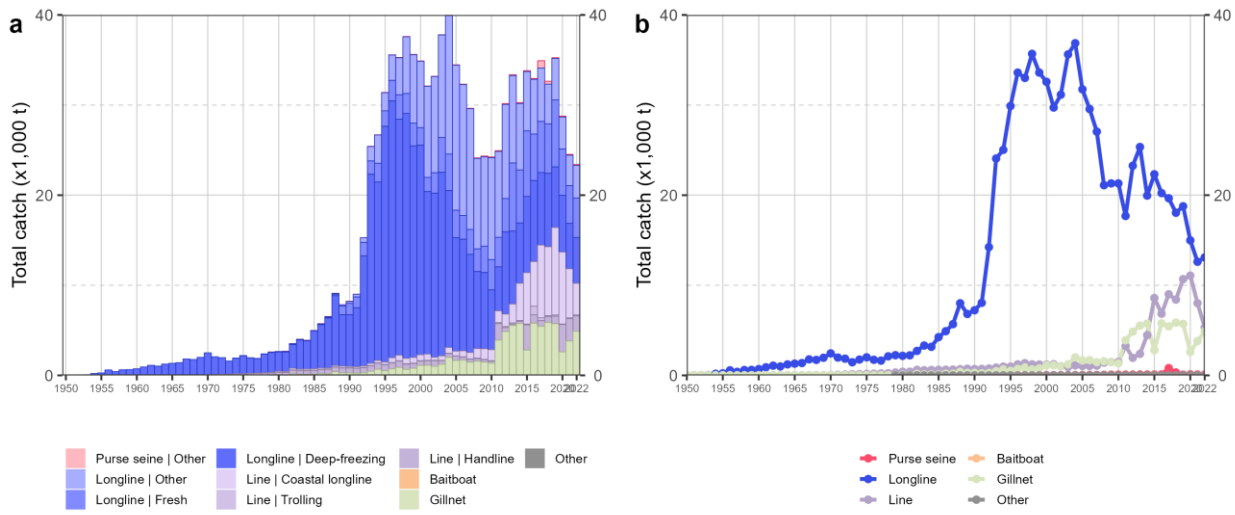 a
b
Total catch (x1,000 t)
40
20
0
40
20
0
1950 1955 1960 1965 1970 1975 1980 1985 1990 1995 2000 2005 2010 2015 2020 2022
Total catch (x1,000 t)
40
20
0
40
20
0
1950 1955 1960 1965 1970 1975 1980 1985 1990 1995 2000 2005 2010 2015 2020 2022
Purse seine | Other
Longline | Other
Longline | Fresh
Longline | Deep-freezing
Line | Coastal longline
Line | Trolling
Line | Handline
Baitboat
Gillnet
Other
Purse seine
Longline
Line
Baitboat
Gillnet
Other